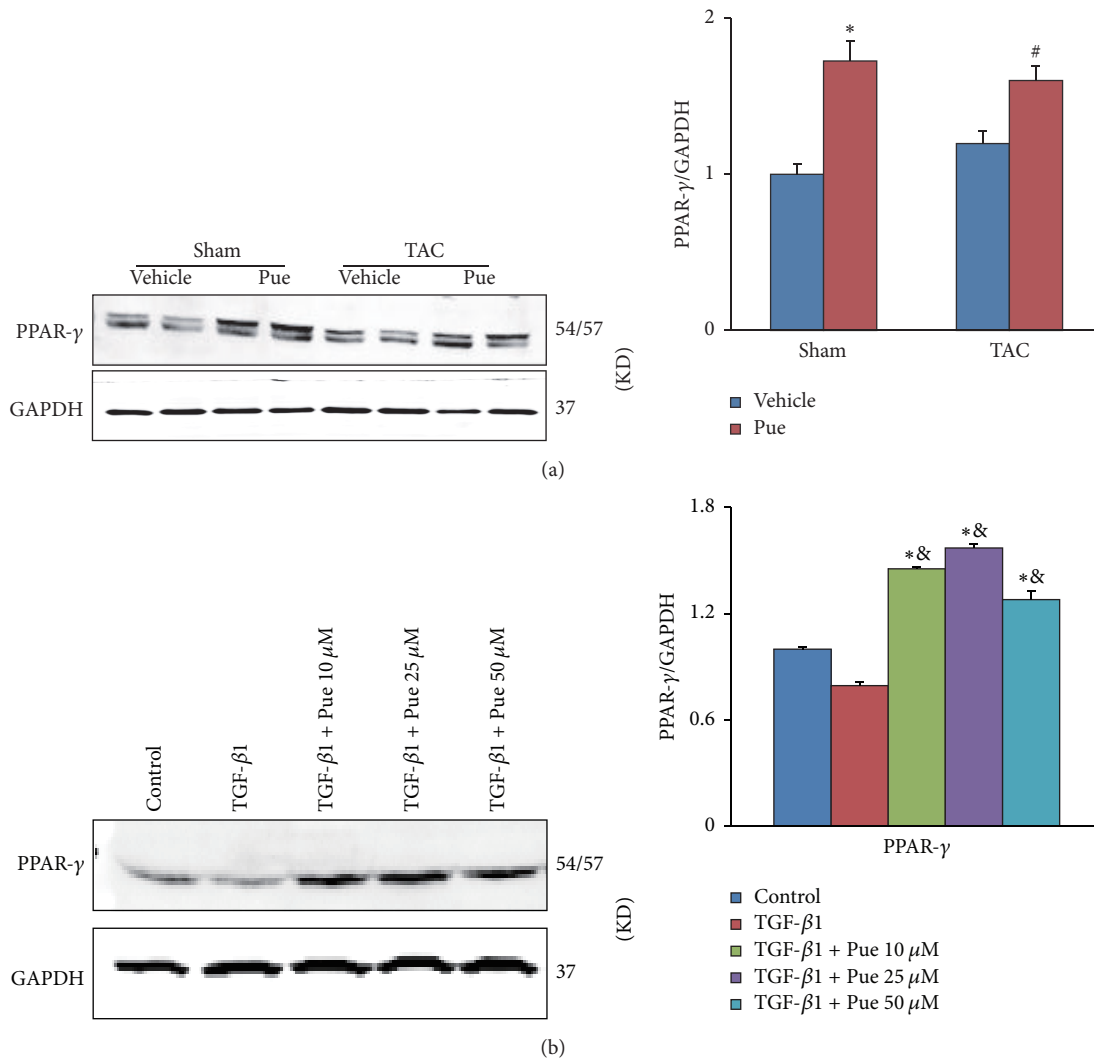 Sham TAC
Vehicle Pue Vehicle Pue
PPAR-γ 54/57
GAPDH 37
(KD)
2
1
0
PPAR-γ/GAPDH
* #
Sham TAC
Vehicle
Pue
(a)
Control
TGF-β1
TGF-β1 + Pue 10 μM
TGF-β1 + Pue 25 μM
TGF-β1 + Pue 50 μM
PPAR-γ 54/57
GAPDH 37
(KD)
1.8
1.2
0.6
0
PPAR-γ/GAPDH
*& *& *&
PPAR-γ
Control
TGF-β1
TGF-β1 + Pue 10 μM
TGF-β1 + Pue 25 μM
TGF-β1 + Pue 50 μM
(b)